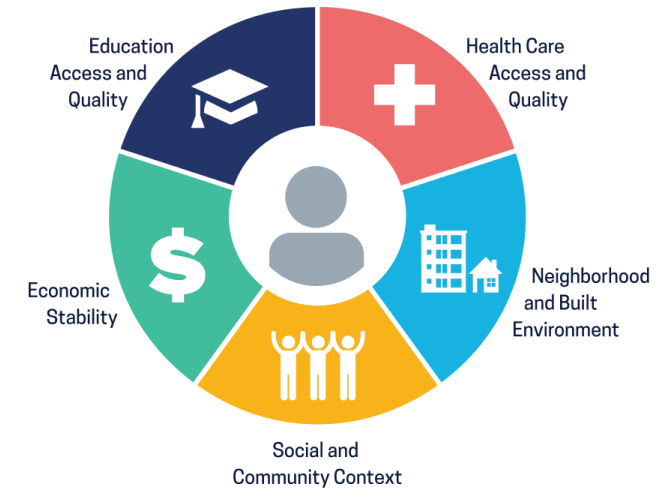 Education
Access and
Quality
Health Care
Access and
Quality
Economic
Stability
Neighborhood
and Built
Environment
Social and
Community Context